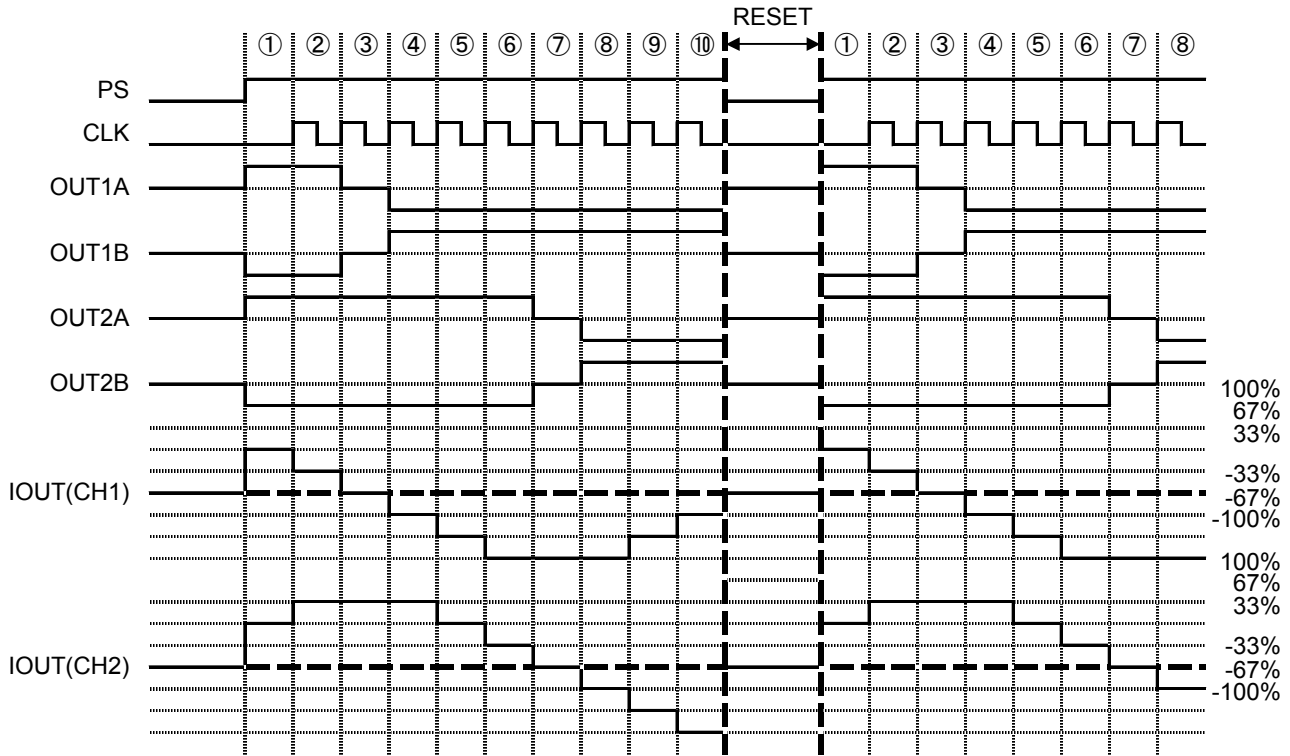 RESET
① ② ③ ④ ⑤ ⑥ ⑦ ⑧ ⑨ ⑩ ① ② ③ ④ ⑤ ⑥ ⑦ ⑧
PS
CLK
OUT1A
OUT1B
OUT2A
OUT2B
100%
67%
33%
IOUT(CH1)
-33%
-67%
-100%
100%
67%
33%
IOUT(CH2)
-33%
-67%
-100%